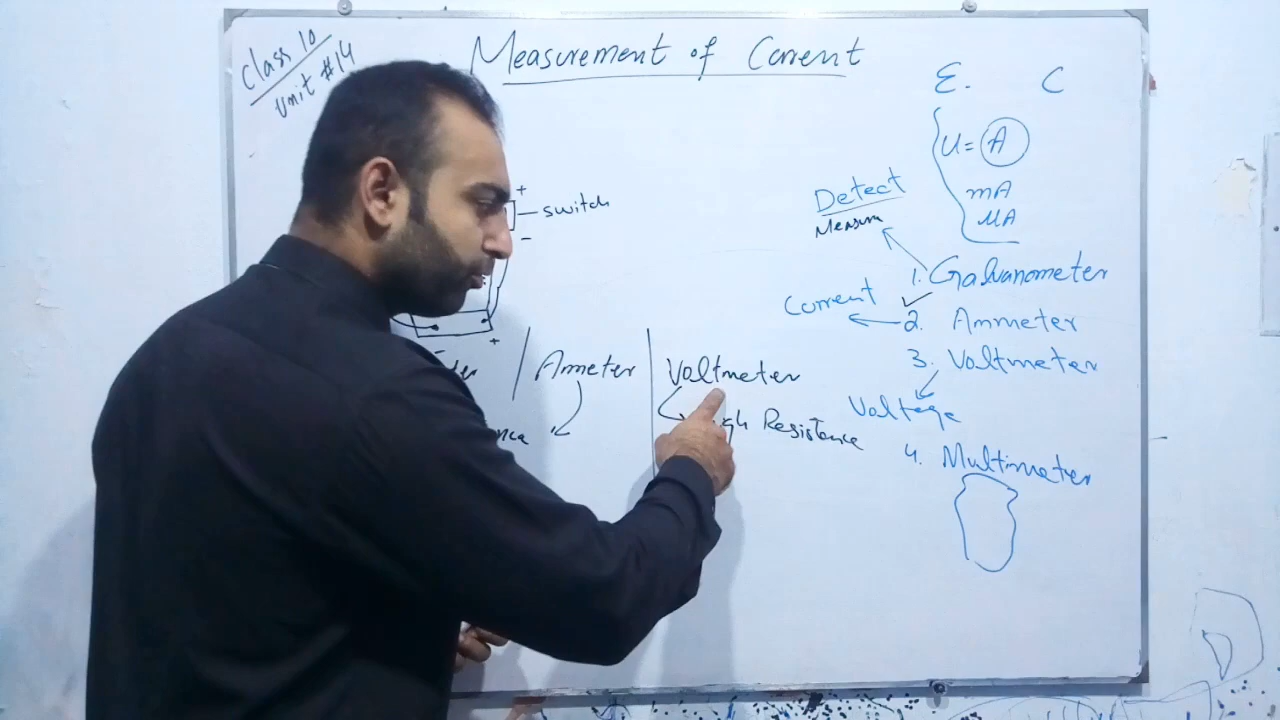 Class 10
Unit #14
Measurement of Current
E. C
U = A
mA
µA
Detect
Measure
+
switch
−
1. Galvanometer
Current
2. Ammeter
3. Voltmeter
+
−
Ammeter
Voltmeter
Voltage
Resistance
4. Multimeter